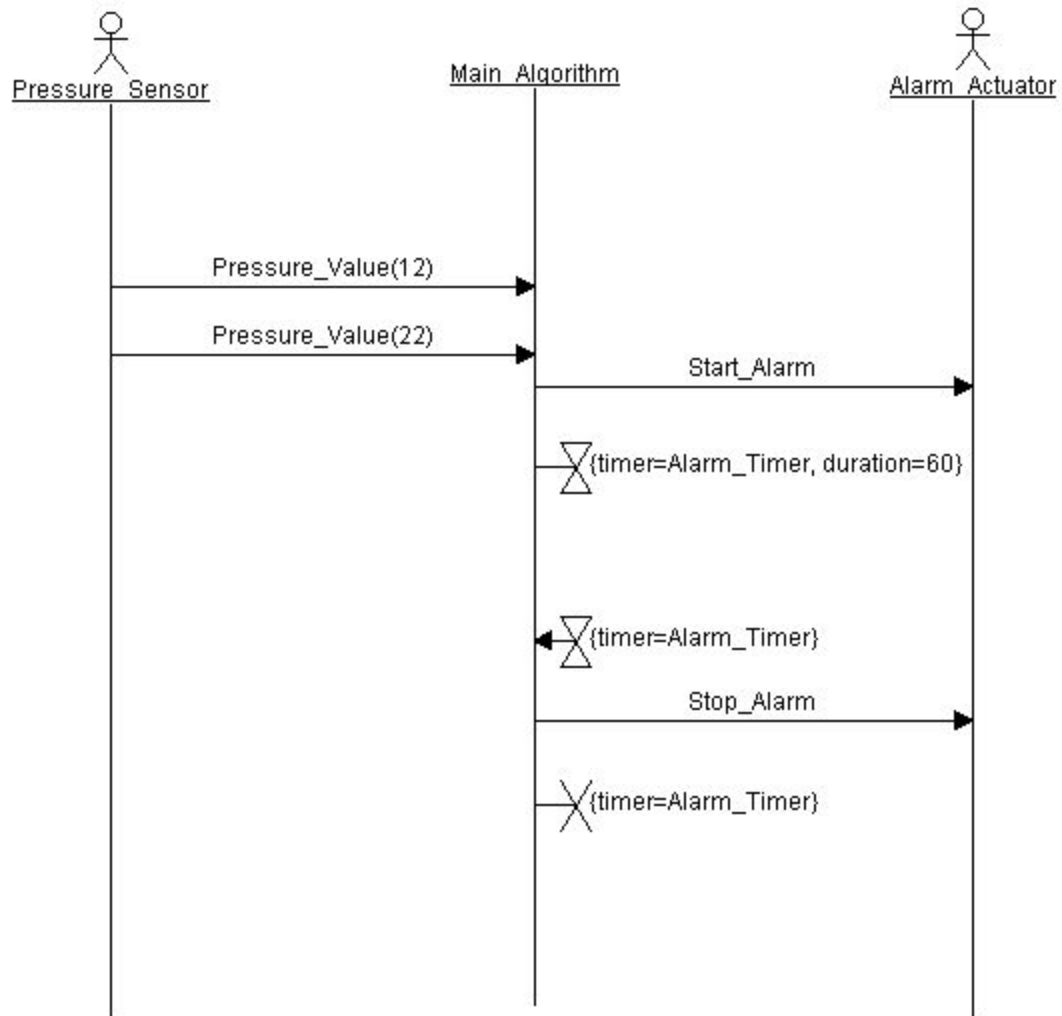 Pressure_Sensor
Main_Algorithm
Alarm_Actuator
Pressure_Value(12)
Pressure_Value(22)
Start_Alarm
{timer=Alarm_Timer, duration=60}
{timer=Alarm_Timer}
Stop_Alarm
{timer=Alarm_Timer}